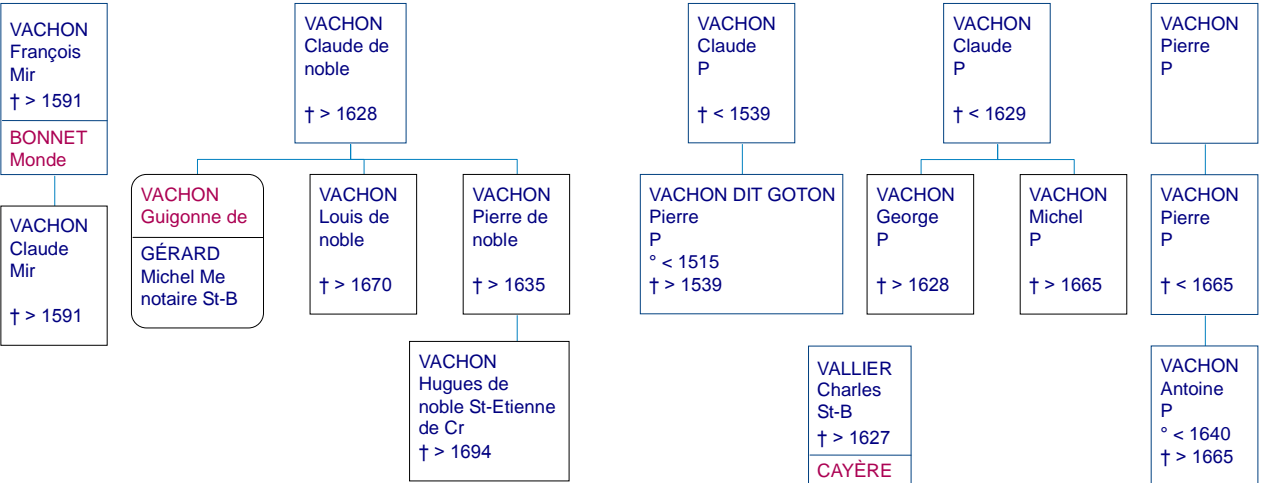 VACHON
François
Mir
† > 1591
BONNET
Monde
VACHON
Claude de
noble
† > 1628
VACHON
Claude
P
† < 1539
VACHON
Claude
P
† < 1629
VACHON
Pierre
P
VACHON
Claude
Mir
† > 1591
VACHON
Guigonne de
GÉRARD
Michel Me
notaire St-B
VACHON
Louis de
noble
† > 1670
VACHON
Pierre de
noble
† > 1635
VACHON DIT GOTON
Pierre
P
° < 1515
† > 1539
VACHON
George
P
† > 1628
VACHON
Michel
P
† > 1665
VACHON
Pierre
P
† < 1665
VACHON
Hugues de
noble St-Etienne
de Cr
† > 1694
VALLIER
Charles
St-B
† > 1627
CAYÈRE
VACHON
Antoine
P
° < 1640
† > 1665